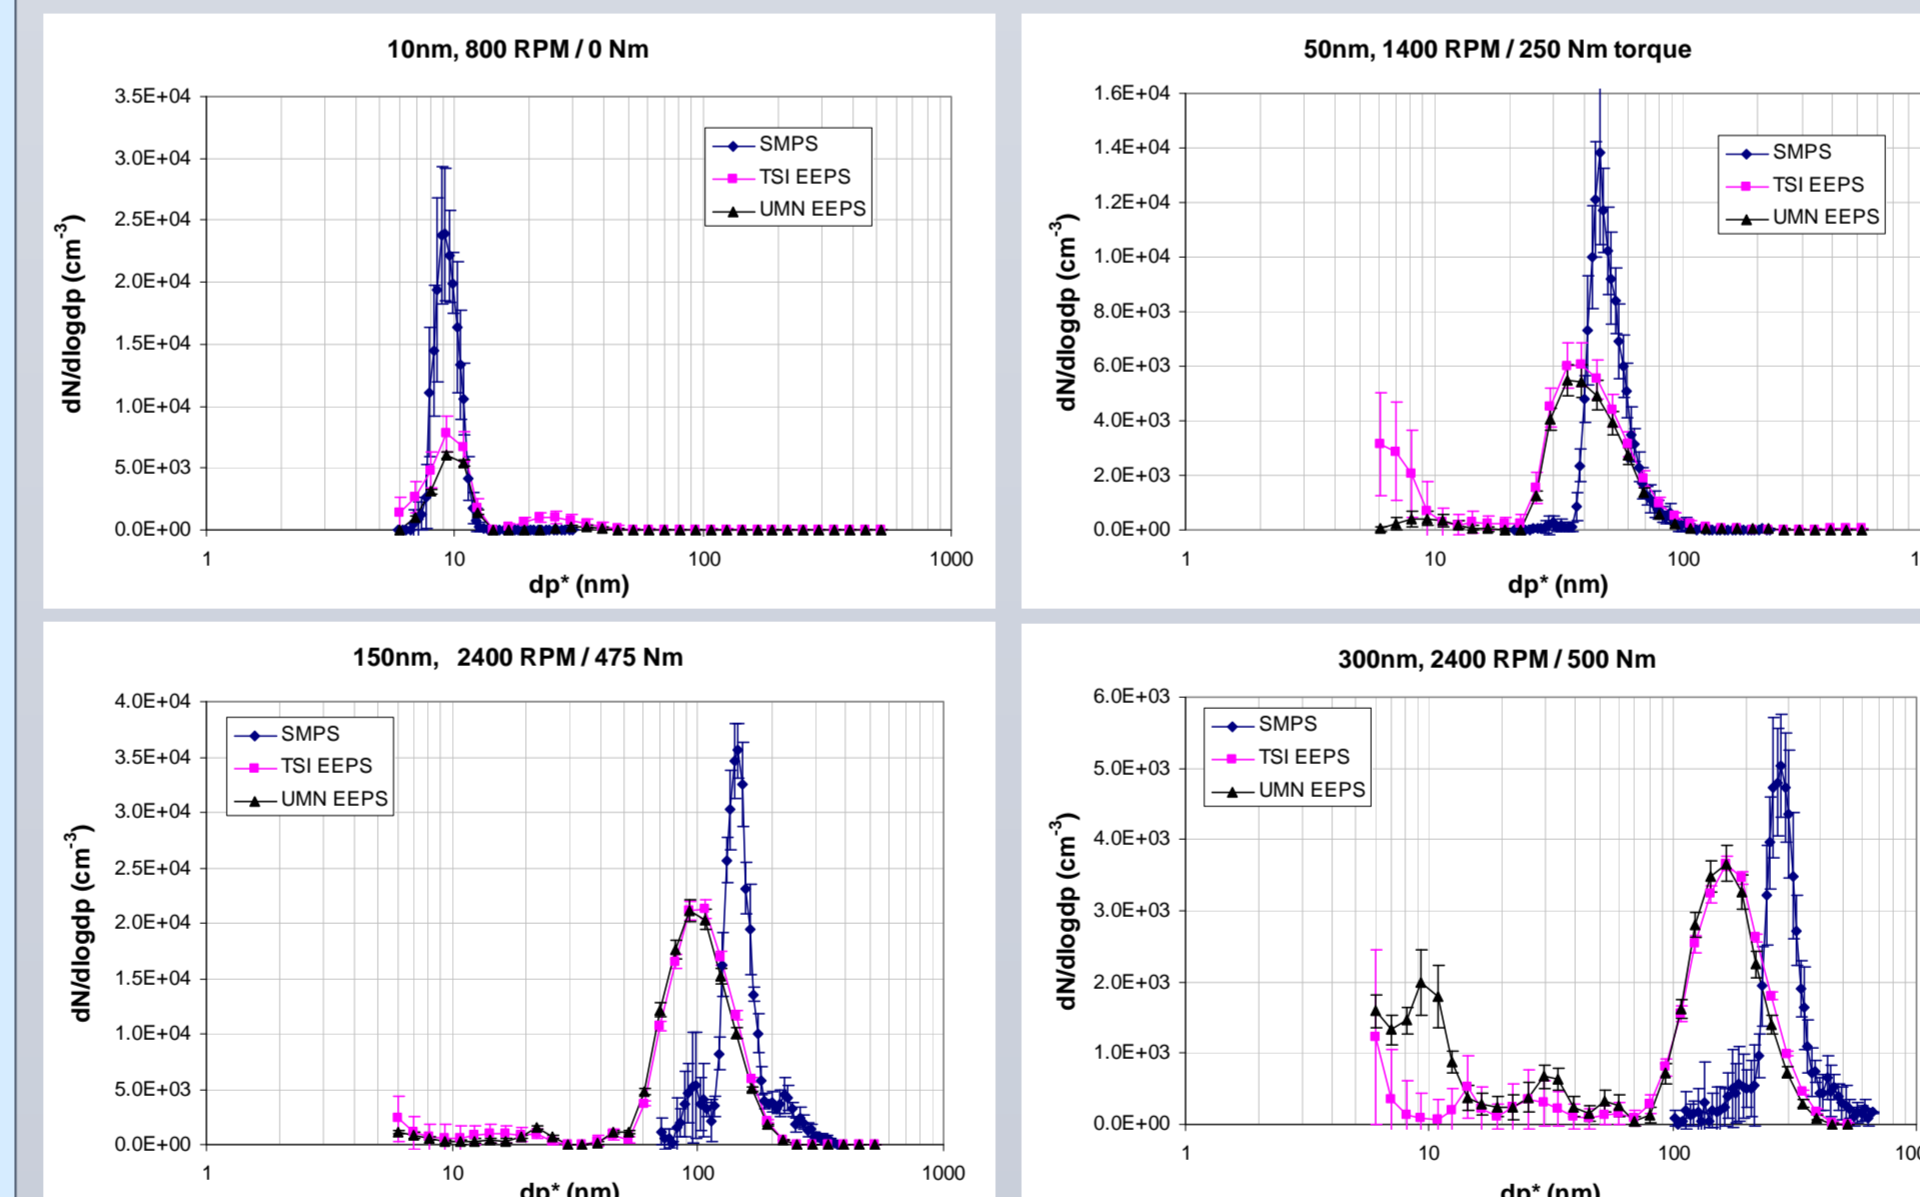 10nm, 800 RPM / 0 Nm
3.5E+04
3.0E+04
2.5E+04
2.0E+04
1.5E+04
1.0E+04
5.0E+03
0.0E+00
dN/dlogdp (cm-3)
SMPS
TSI EEPS
UMN EEPS
1 10 100 1000
dp* (nm)
50nm, 1400 RPM / 250 Nm torque
1.6E+04
1.4E+04
1.2E+04
1.0E+04
8.0E+03
6.0E+03
4.0E+03
2.0E+03
0.0E+00
dN/dlogdp (cm-3)
SMPS
TSI EEPS
UMN EEPS
1 10 100
dp* (nm)
150nm, 2400 RPM / 475 Nm
4.0E+04
3.5E+04
3.0E+04
2.5E+04
2.0E+04
1.5E+04
1.0E+04
5.0E+03
0.0E+00
dN/dlogdp (cm-3)
SMPS
TSI EEPS
UMN EEPS
1 10 100 1000
dp* (nm)
300nm, 2400 RPM / 500 Nm
6.0E+03
5.0E+03
4.0E+03
3.0E+03
2.0E+03
1.0E+03
0.0E+00
dN/dlogdp (cm-3)
SMPS
TSI EEPS
UMN EEPS
1 10 100
dp* (nm)